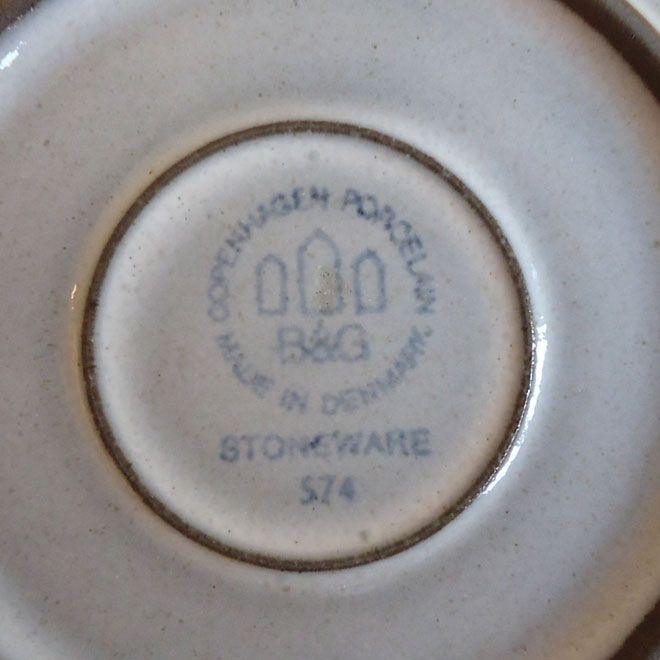 COPENHAGEN PORCELAIN
B&G
MADE IN DENMARK.
STONEWARE
574